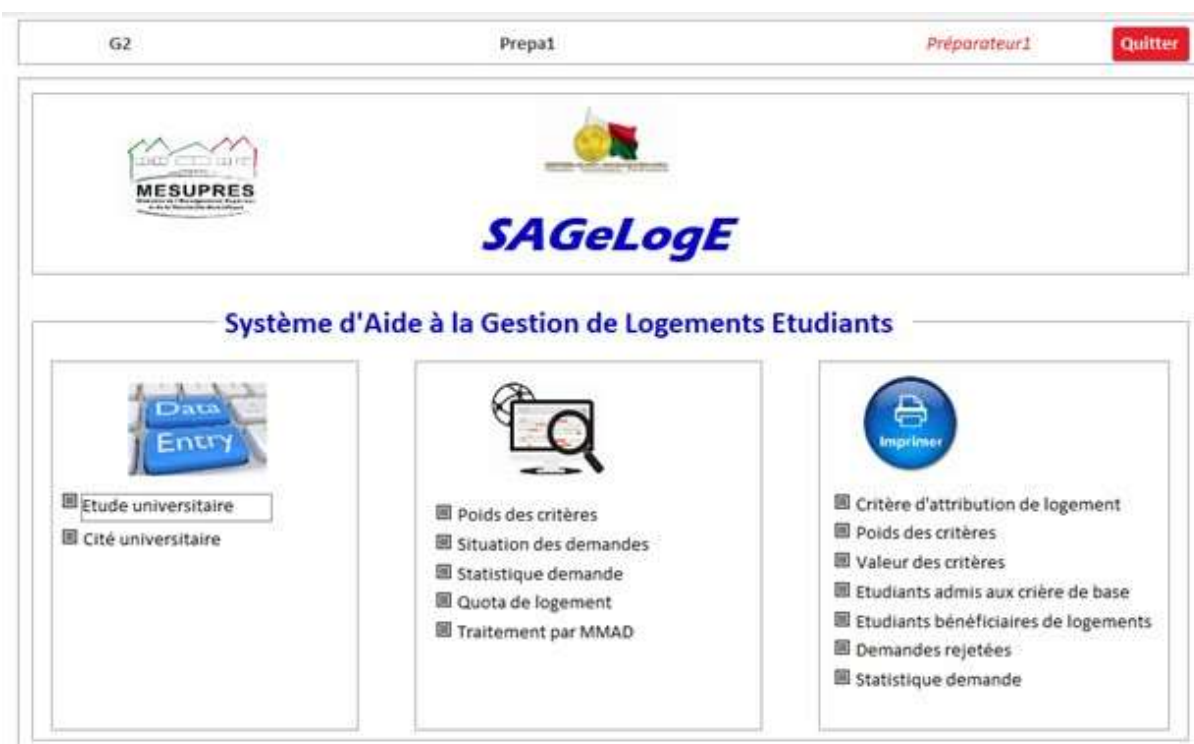 G2 Prepa1 Préparateur1 Quitter
MESUPRES
SAGeLogE
Système d'Aide à la Gestion de Logements Etudiants
Data
Entry
Etude universitaire
Cité universitaire
Poids des critères
Situation des demandes
Statistique demande
Quota de logement
Traitement par MMAD
Imprimer
Critère d'attribution de logement
Poids des critères
Valeur des critères
Etudiants admis aux crière de base
Etudiants bénéficiaires de logements
Demandes rejetées
Statistique demande